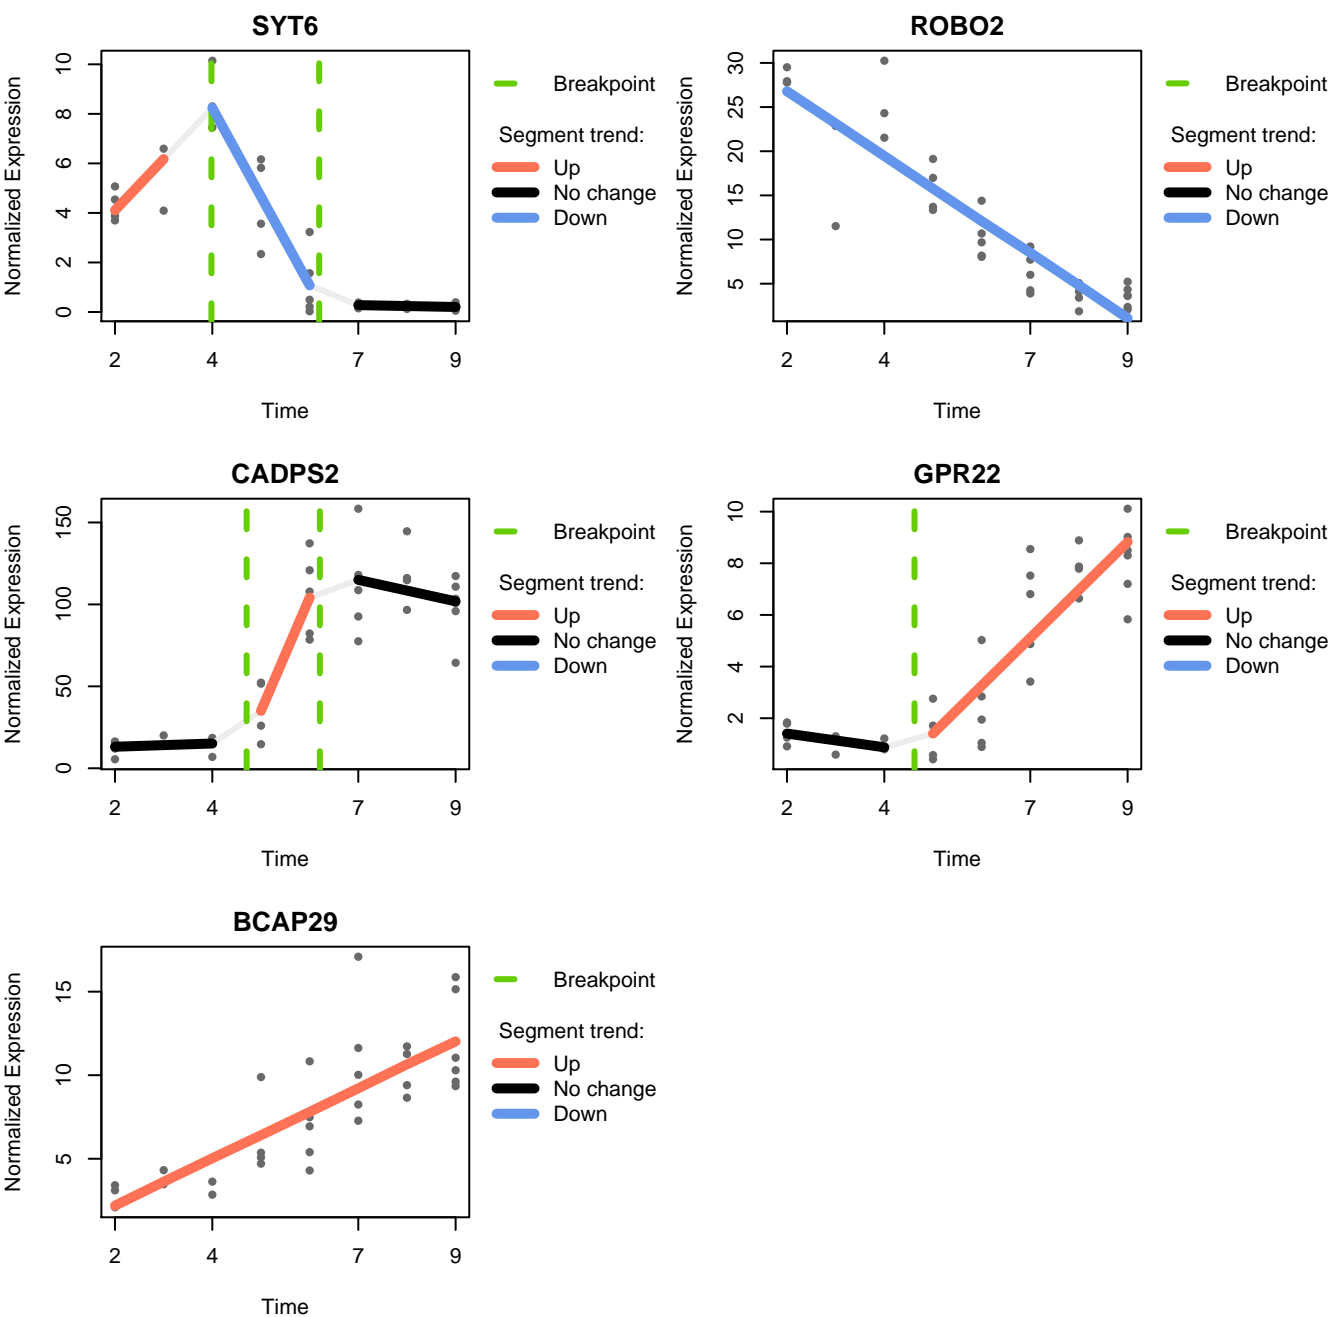 SYT6
Normalized Expression
10
8
6
4
2
0
2 4 7 9
Time
Breakpoint
Segment trend:
Up
No change
Down
ROBO2
Normalized Expression
30
25
20
15
10
5
2 4 7 9
Time
Breakpoint
Segment trend:
Up
No change
Down
CADPS2
Normalized Expression
150
100
50
0
2 4 7 9
Time
Breakpoint
Segment trend:
Up
No change
Down
GPR22
Normalized Expression
10
8
6
4
2
2 4 7 9
Time
Breakpoint
Segment trend:
Up
No change
Down
BCAP29
Normalized Expression
15
10
5
2 4 7 9
Time
Breakpoint
Segment trend:
Up
No change
Down